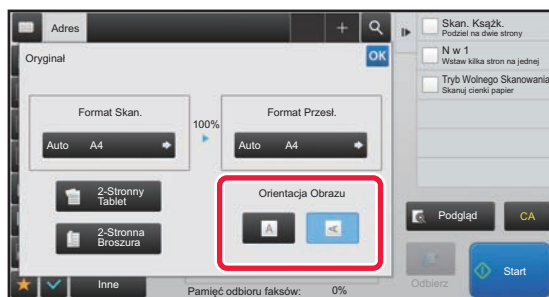 Adres
Oryginał
OK
Format Skan.
Auto A4
100%
Format Przesł.
Auto A4
2-Stronny
Tablet
2-Stronna
Broszura
Orientacja Obrazu
A
A
Inne
Pamięć odbioru faksów: 0%
Skan. Książk.
Podziel na dwie strony
N w 1
Wstaw kilka stron na jednej
Tryb Wolnego Skanowania
Skanuj cienki papier
Podgląd
CA
Odbierz
Start